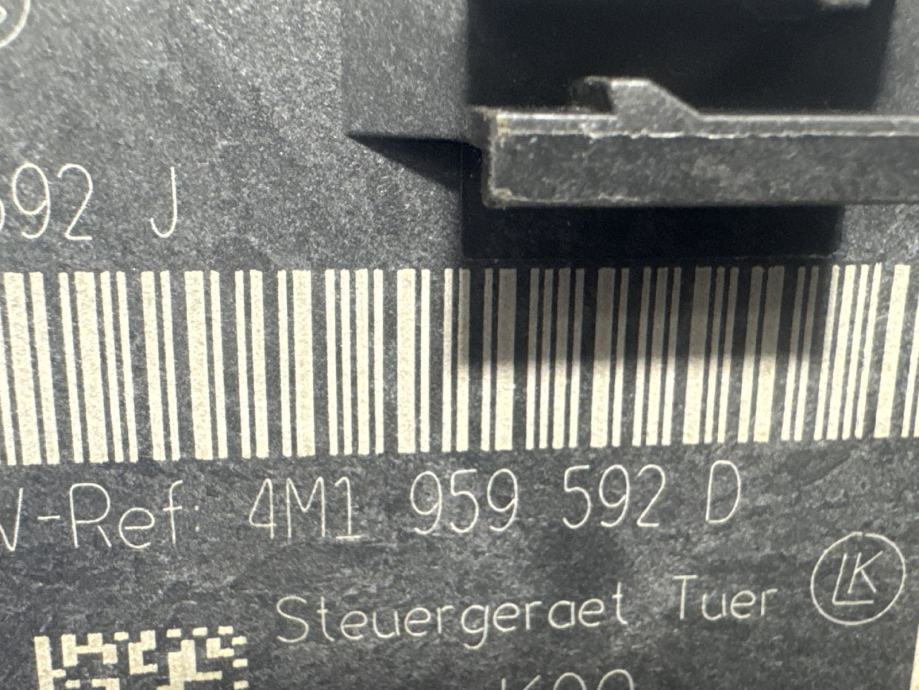 592 J
V-Ref: 4M1 959 592 D
Steuergeraet Tuer LK